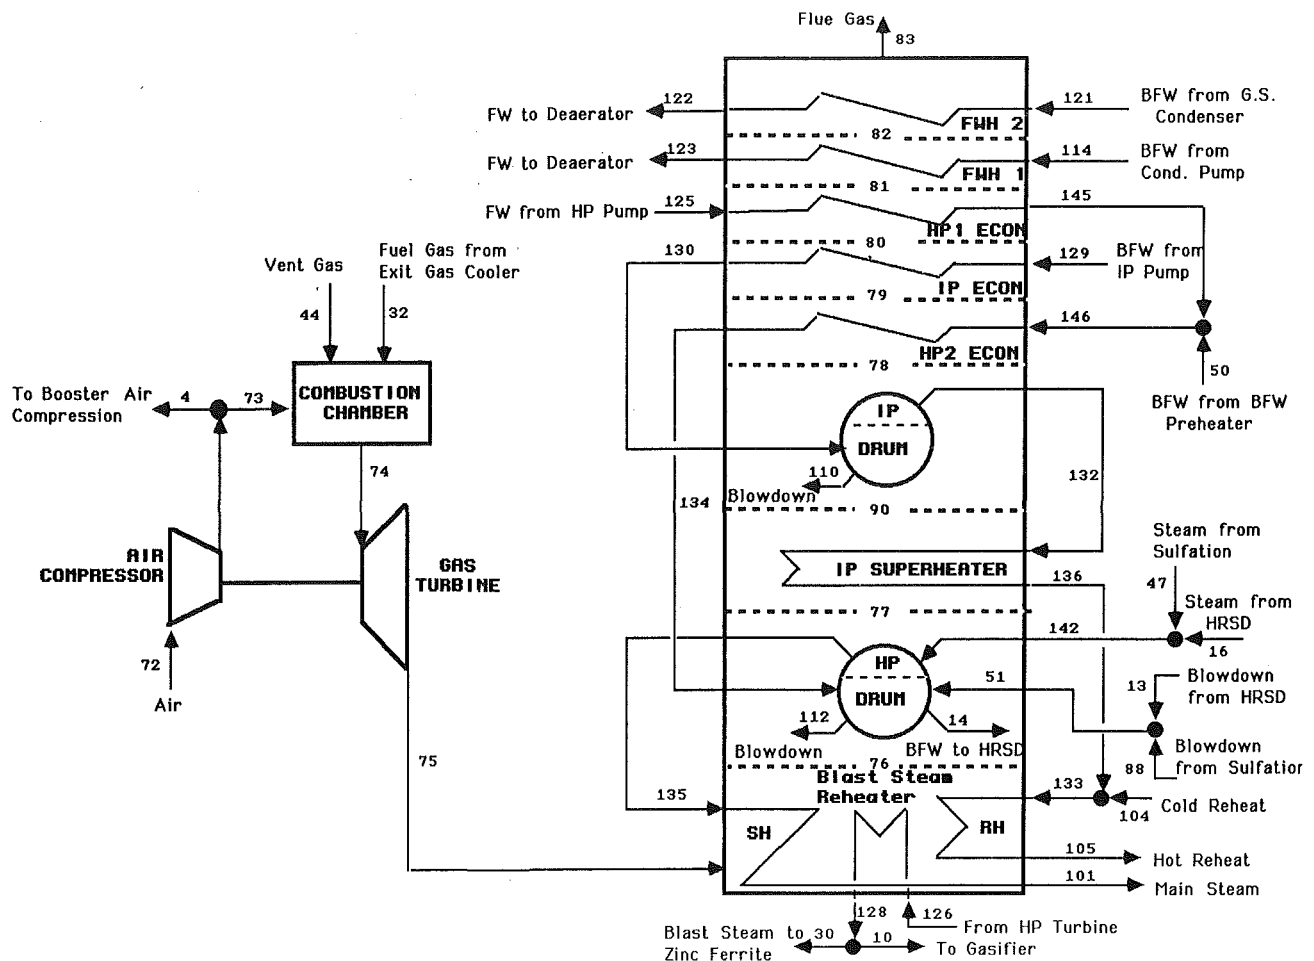 Flue Gas
83
FW to Deaerator
122
121
BFW from G.S.
Condenser
FWH 2
82
FW to Deaerator
123
114
BFW from
Cond. Pump
FWH 1
81
FW from HP Pump
125
145
HP1 ECON
80
130
129
BFW from
IP Pump
IP ECON
79
146
HP2 ECON
78
50
BFW from BFW
Preheater
Vent Gas
Fuel Gas from
Exit Gas Cooler
44
32
To Booster Air
Compression
4
73
COMBUSTION
CHAMBER
74
IP
DRUM
110
Blowdown
132
134
90
AIR
COMPRESSOR
GAS
TURBINE
IP SUPERHEATER
136
Steam from
Sulfation
47
77
Steam from
HRSD
16
142
72
Air
HP
DRUM
51
13
Blowdown
from HRSD
112
14
Blowdown
BFW to HRSD
88
Blowdown
from Sulfation
75
76
Blast Steam
Reheater
135
133
104
Cold Reheat
SH
RH
105
Hot Reheat
101
Main Steam
128
126
From HP Turbine
Blast Steam to
Zinc Ferrite
30
10
To Gasifier